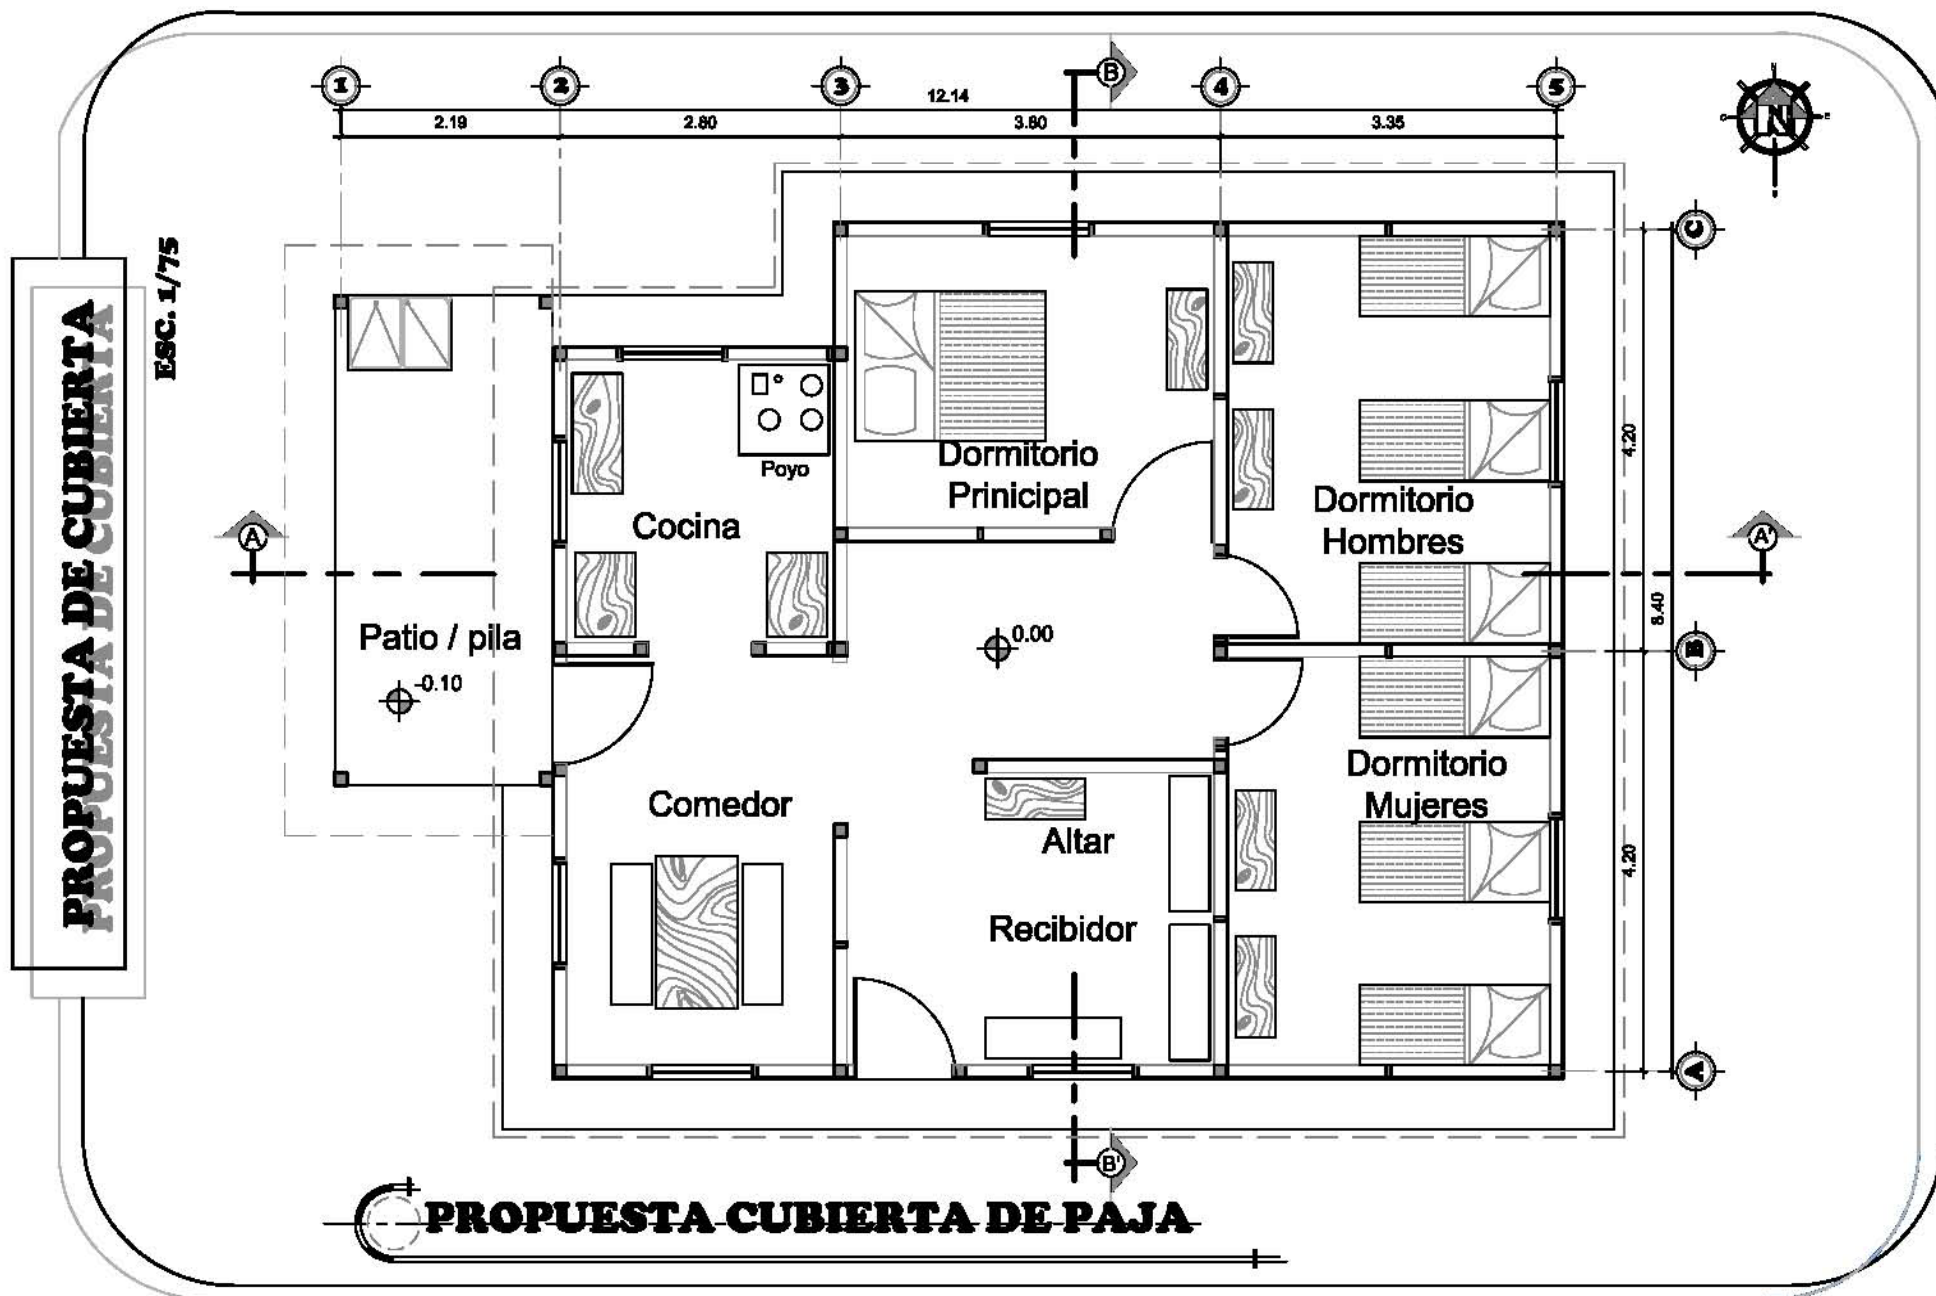 1
2
3
B
4
5
12.14
2.19
2.80
3.80
3.35
N
PROPUESTA DE CUBIERTA
ESC. 1/75
C
Poyo
Cocina
Dormitorio
Prinicipal
Dormitorio
Hombres
4.20
A
A'
8.40
Patio / pila
-0.10
0.00
B
Comedor
Altar
Recibidor
Dormitorio
Mujeres
4.20
A
B'
PROPUESTA CUBIERTA DE PAJA